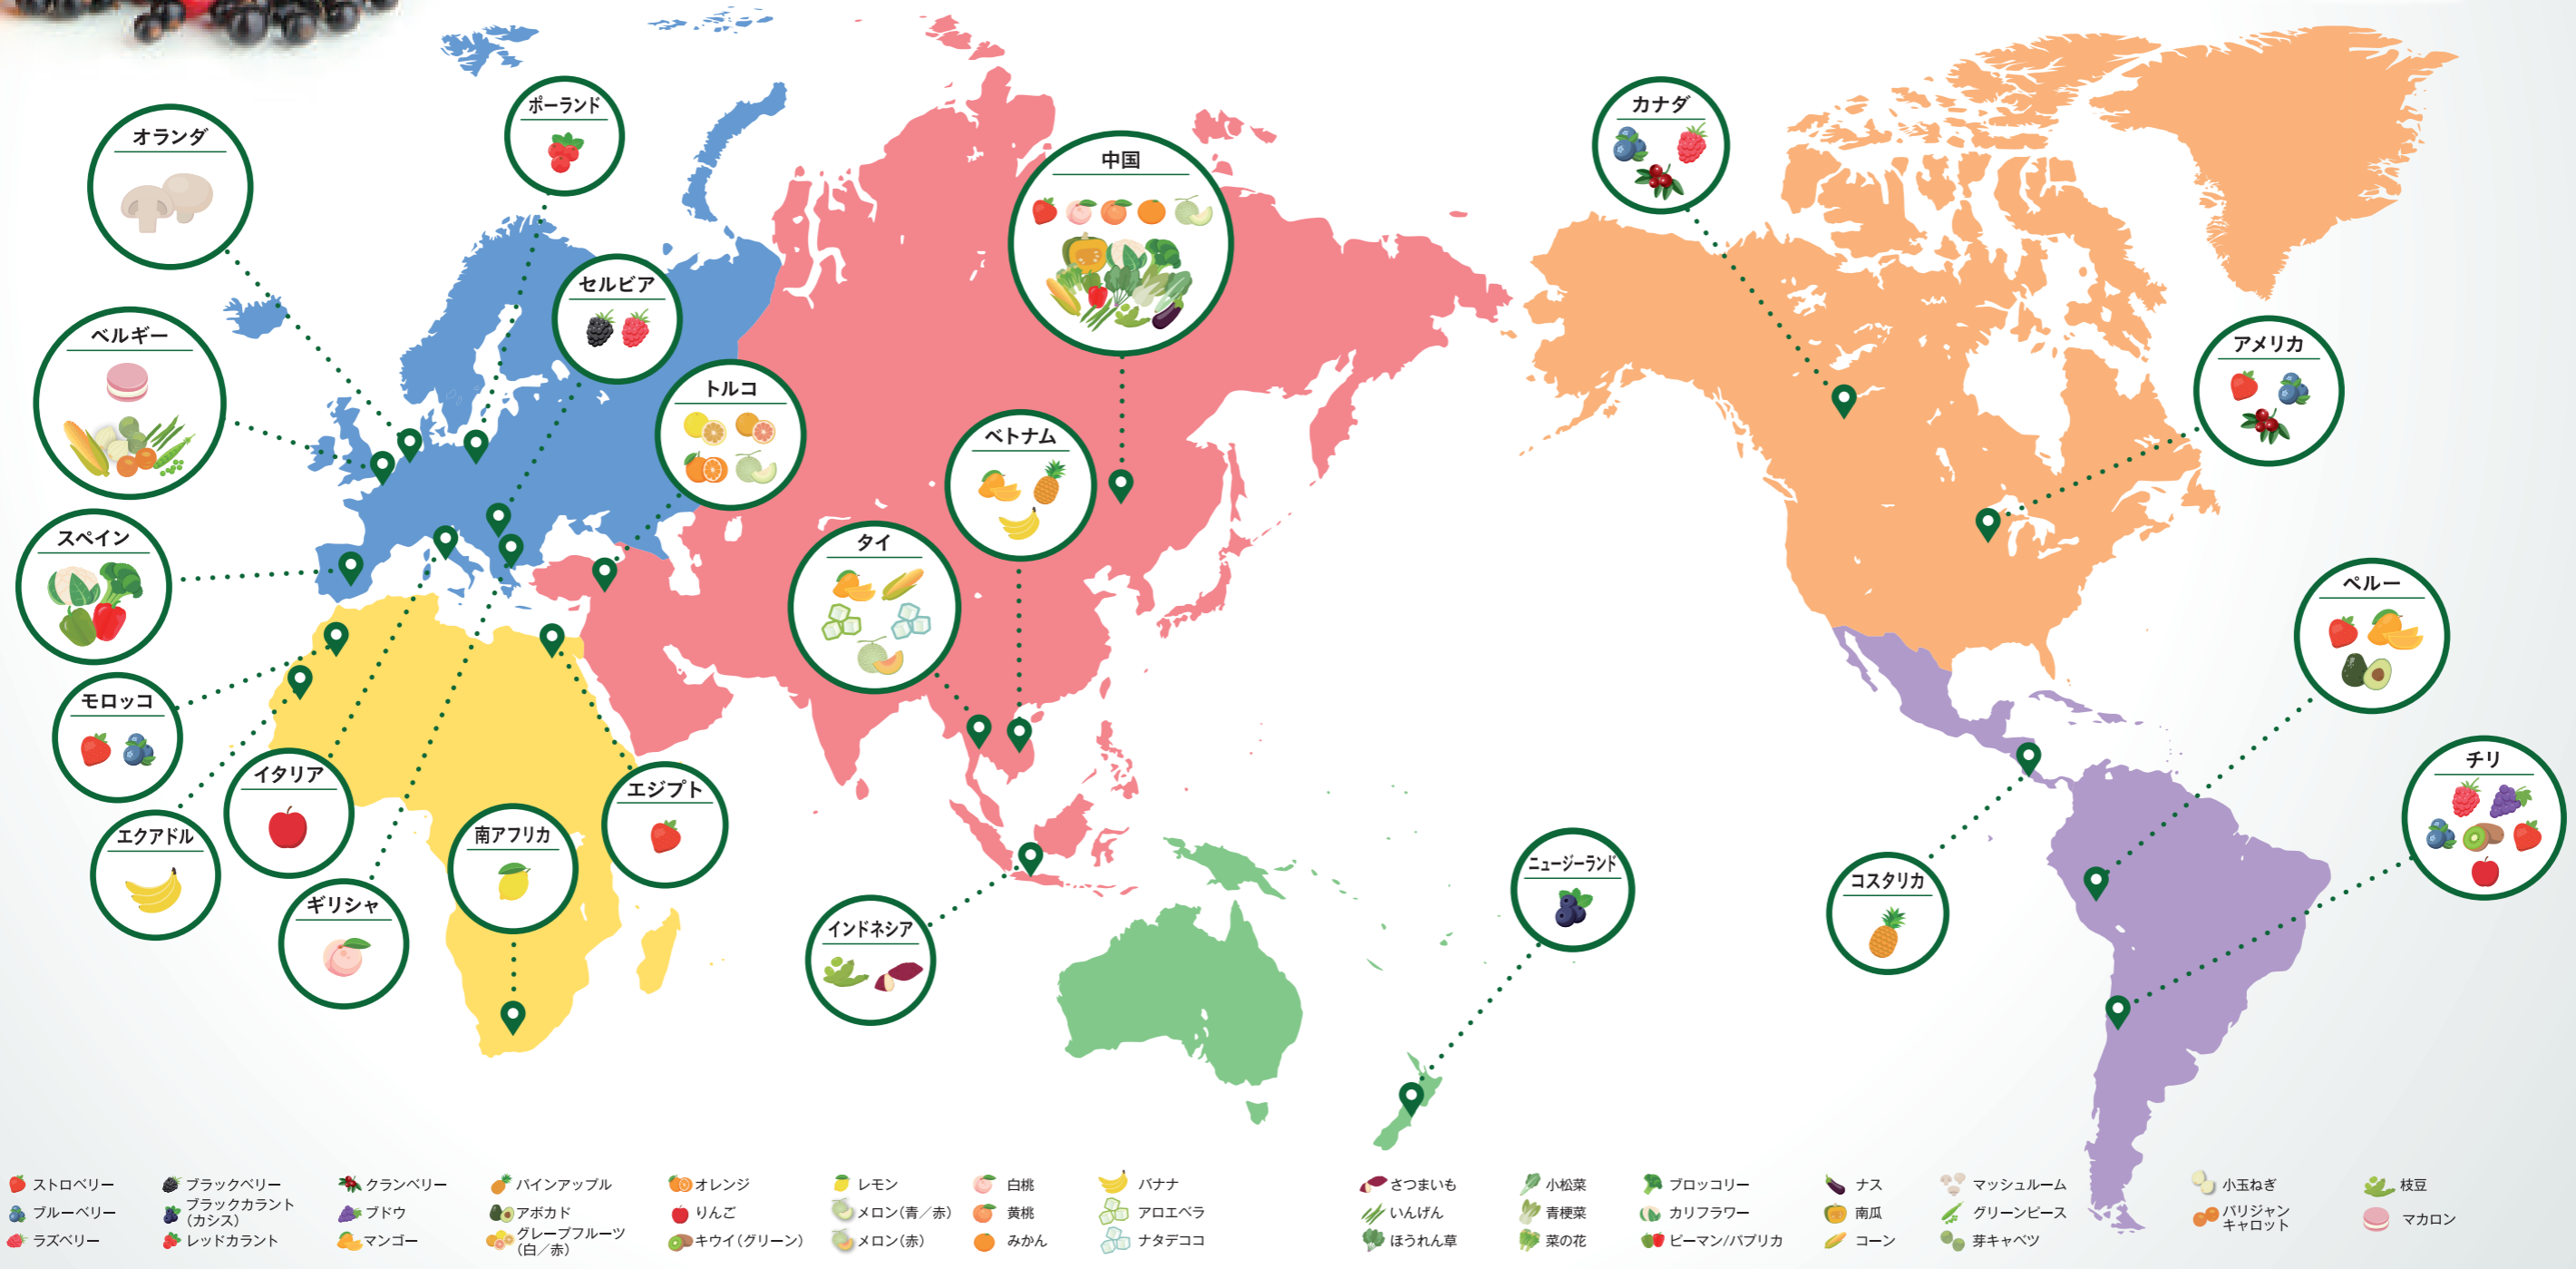 ポーランド
カナダ
オランダ
中国
セルビア
ベルギー
アメリカ
トルコ
ベトナム
スペイン
タイ
ペルー
モロッコ
チリ
イタリア
エジプト
エクアドル
南アフリカ
ニュージーランド
コスタリカ
ギリシャ
インドネシア
ストロベリー
ブルーベリー
ラズベリー
ブラックベリー
ブラックカラント
(カシス)
レッドカラント
クランベリー
ブドウ
マンゴー
パインアップル
アボカド
グレープフルーツ
(白／赤)
オレンジ
りんご
キウイ(グリーン)
レモン
メロン(青／赤)
メロン(赤)
白桃
黄桃
みかん
バナナ
アロエベラ
ナタデココ
さつまいも
いんげん
ほうれん草
小松菜
青梗菜
菜の花
ブロッコリー
カリフラワー
ピーマン/パプリカ
ナス
南瓜
コーン
マッシュルーム
グリーンピース
芽キャベツ
小玉ねぎ
パリジャン
キャロット
枝豆
マカロン